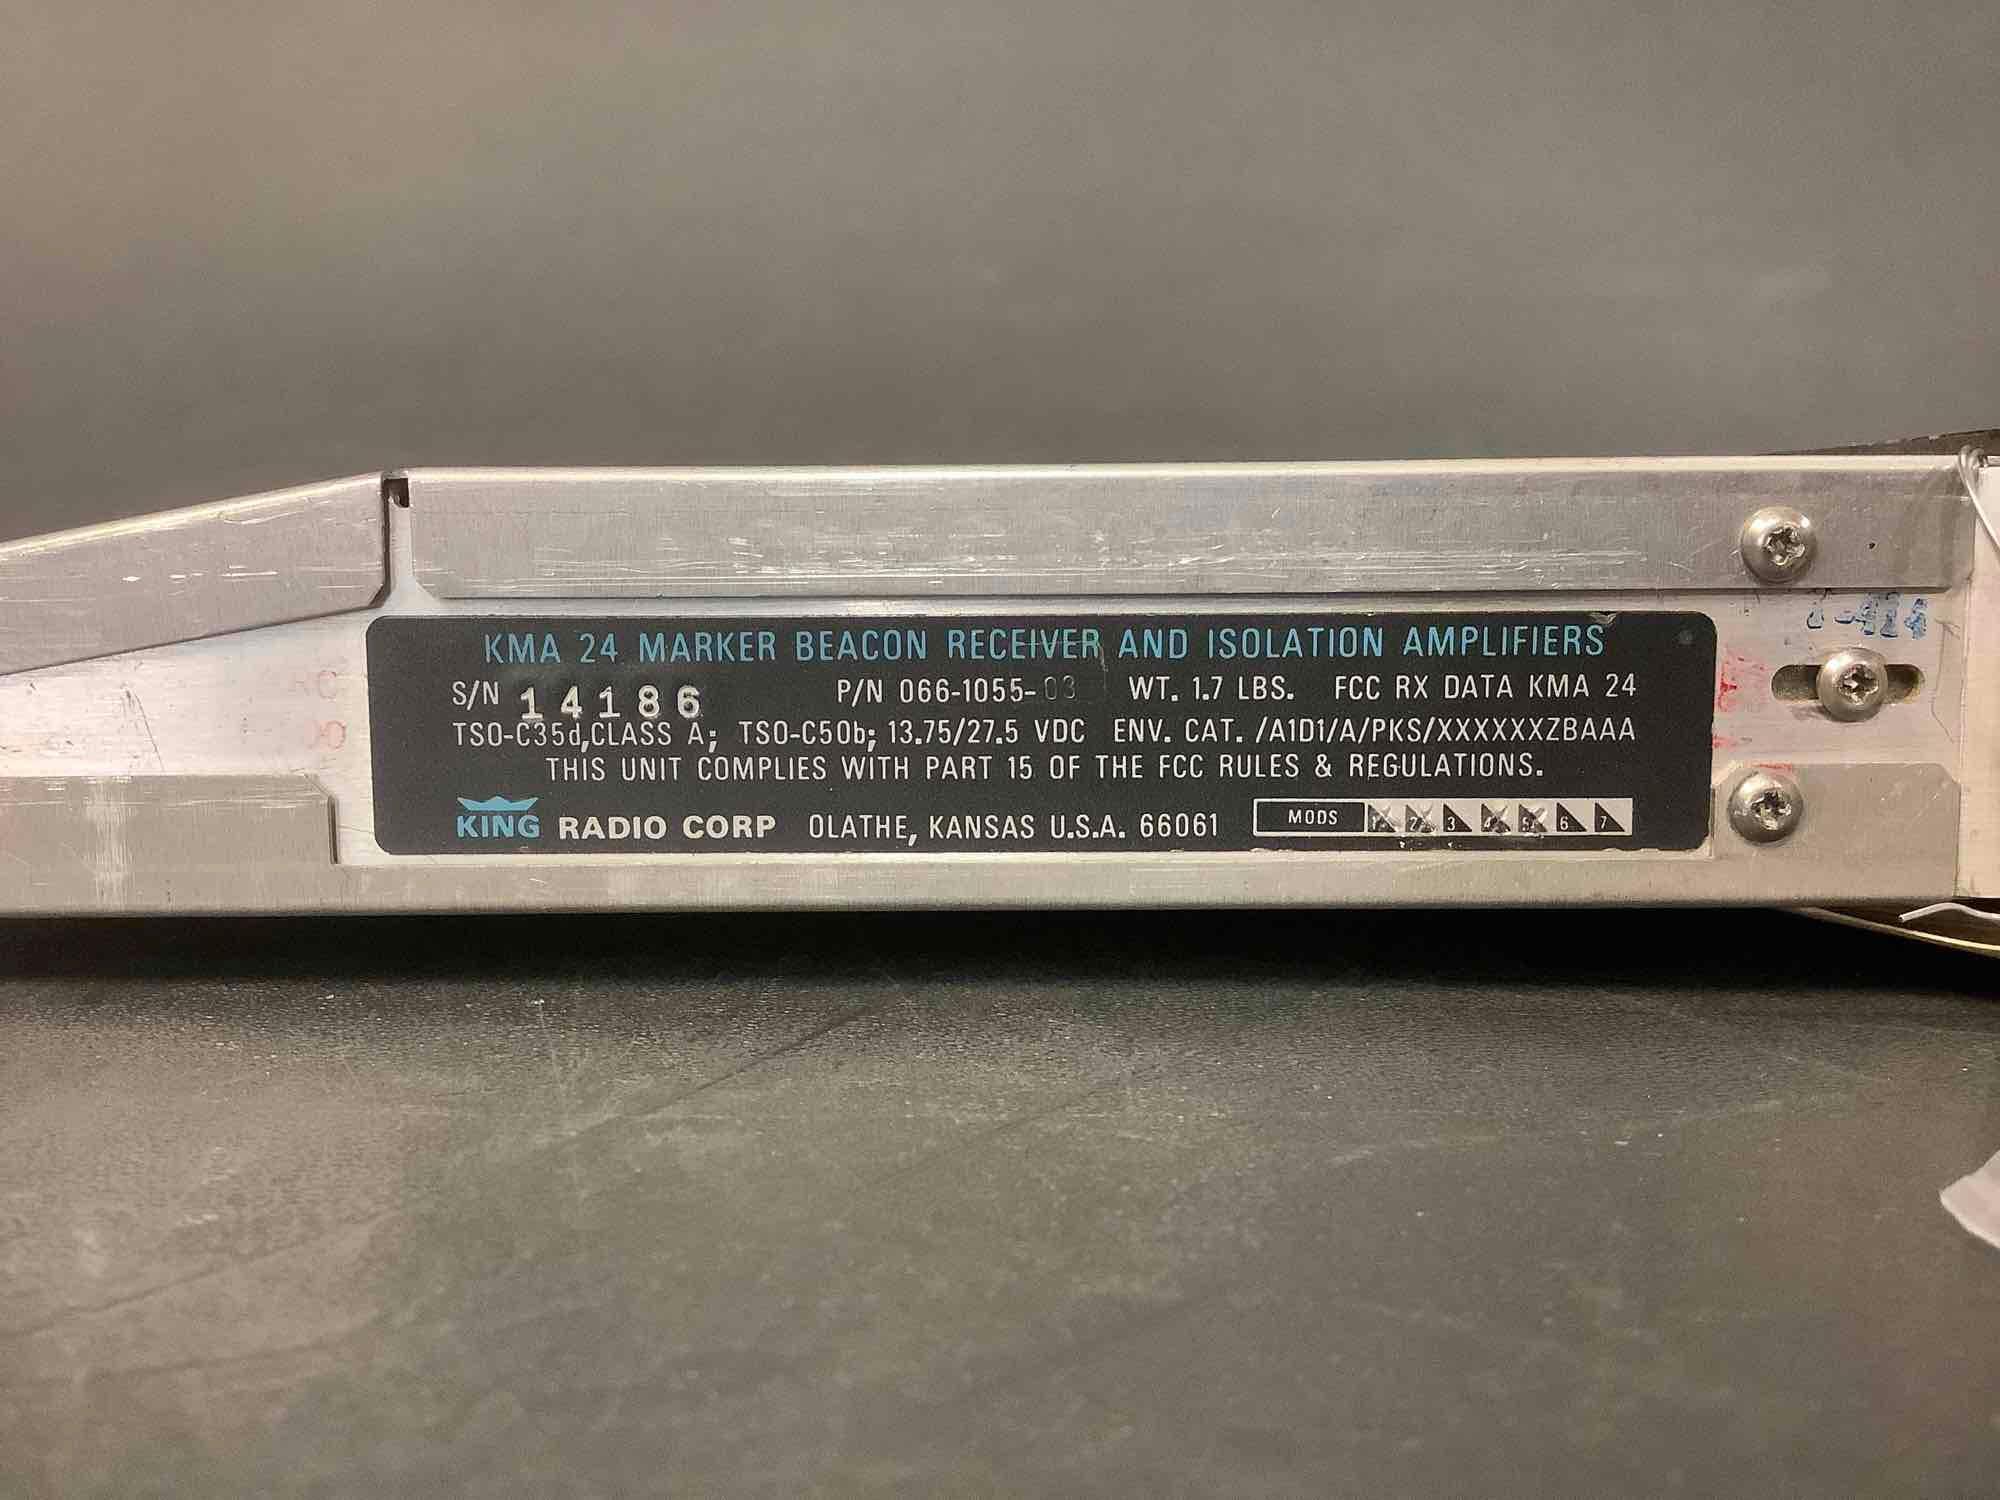 KMA 24 MARKER BEACON RECEIVER AND ISOLATION AMPLIFIERS
S/N 14186 P/N 066-1055-03 WT. 1.7 LBS. FCC RX DATA KMA 24
TSO-C35d,CLASS A; TSO-C50b; 13.75/27.5 VDC ENV. CAT. /A1D1/A/PKS/XXXXXXZBAAA
THIS UNIT COMPLIES WITH PART 15 OF THE FCC RULES & REGULATIONS.
KING RADIO CORP OLATHE, KANSAS U.S.A. 66061 MODS 1 2 3 4 5 6 7